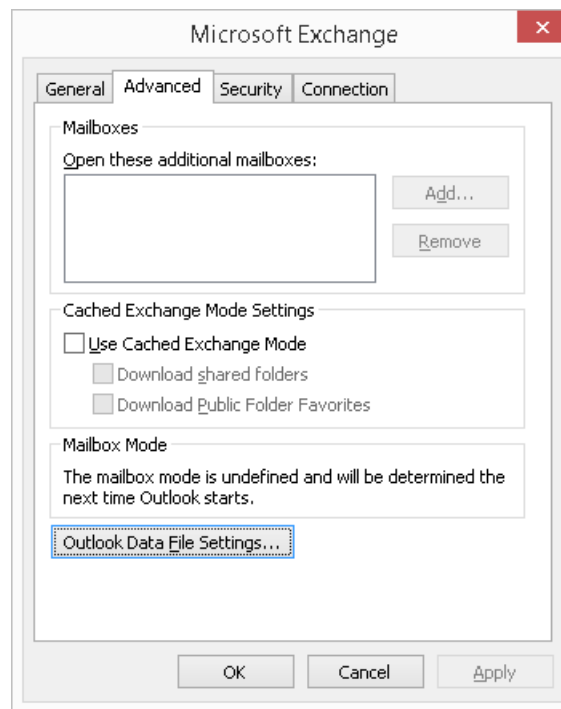 Microsoft Exchange
General Advanced Security Connection
Mailboxes
Open these additional mailboxes:
Add...
Remove
Cached Exchange Mode Settings
Use Cached Exchange Mode
Download shared folders
Download Public Folder Favorites
Mailbox Mode
The mailbox mode is undefined and will be determined the
next time Outlook starts.
Outlook Data File Settings...
OK Cancel Apply